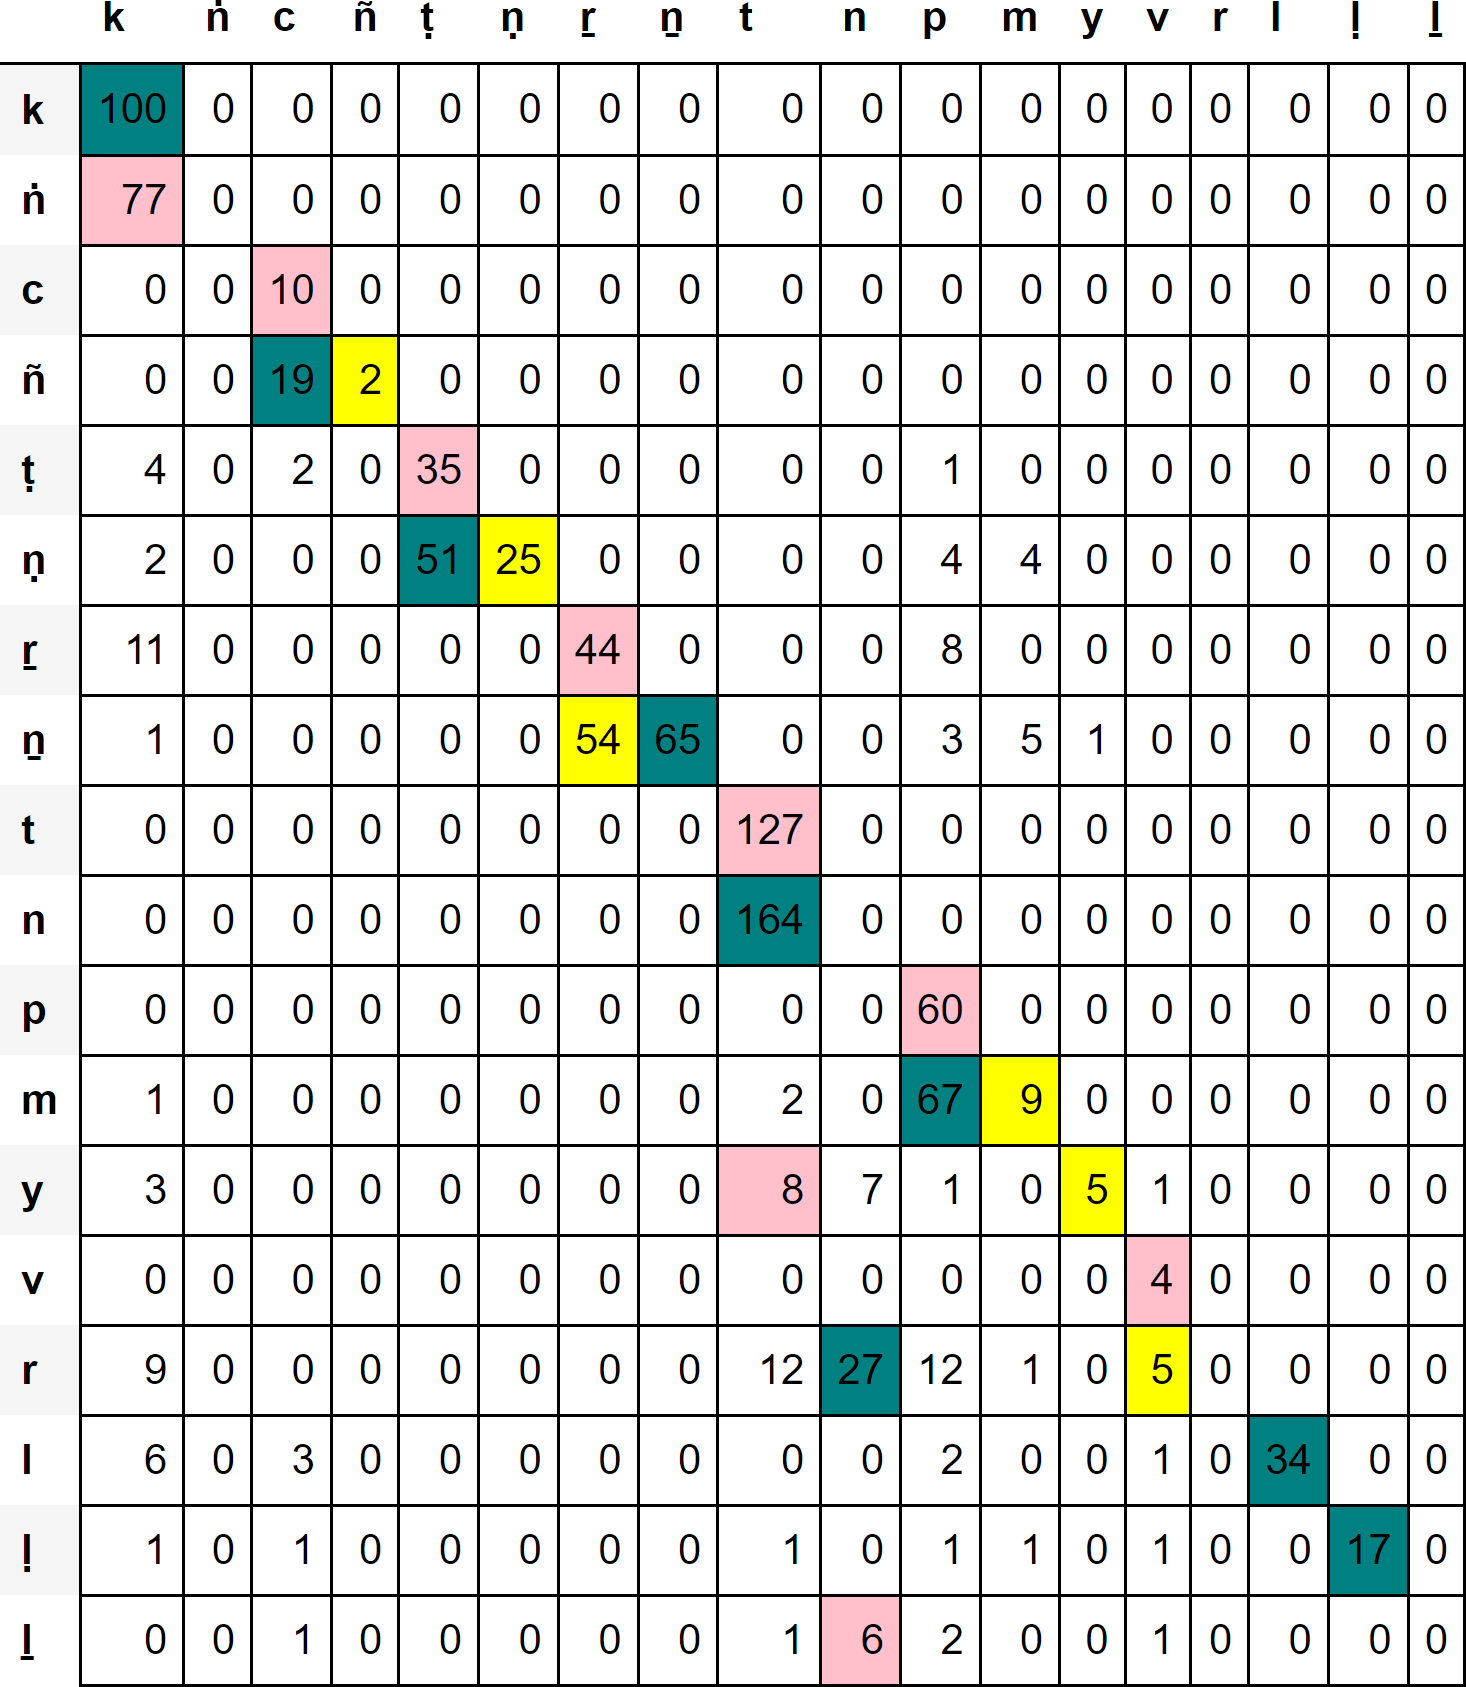 k ṅ c ñ ṭ ṇ ṟ ṉ t n p m y v r l ḷ ḻ
k 100 0 0 0 0 0 0 0 0 0 0 0 0 0 0 0 0 0
ṅ 77 0 0 0 0 0 0 0 0 0 0 0 0 0 0 0 0 0
c 0 0 10 0 0 0 0 0 0 0 0 0 0 0 0 0 0 0
ñ 0 0 19 2 0 0 0 0 0 0 0 0 0 0 0 0 0 0
ṭ 4 0 2 0 35 0 0 0 0 0 1 0 0 0 0 0 0 0
ṇ 2 0 0 0 51 25 0 0 0 0 4 4 0 0 0 0 0 0
ṟ 11 0 0 0 0 0 44 0 0 0 8 0 0 0 0 0 0 0
ṉ 1 0 0 0 0 0 54 65 0 0 3 5 1 0 0 0 0 0
t 0 0 0 0 0 0 0 0 127 0 0 0 0 0 0 0 0 0
n 0 0 0 0 0 0 0 0 164 0 0 0 0 0 0 0 0 0
p 0 0 0 0 0 0 0 0 0 0 60 0 0 0 0 0 0 0
m 1 0 0 0 0 0 0 0 2 0 67 9 0 0 0 0 0 0
y 3 0 0 0 0 0 0 0 8 7 1 0 5 1 0 0 0 0
v 0 0 0 0 0 0 0 0 0 0 0 0 0 4 0 0 0 0
r 9 0 0 0 0 0 0 0 12 27 12 1 0 5 0 0 0 0
l 6 0 3 0 0 0 0 0 0 0 2 0 0 1 0 34 0 0
ḷ 1 0 1 0 0 0 0 0 1 0 1 1 0 1 0 0 17 0
ḻ 0 0 1 0 0 0 0 0 1 6 2 0 0 1 0 0 0 0